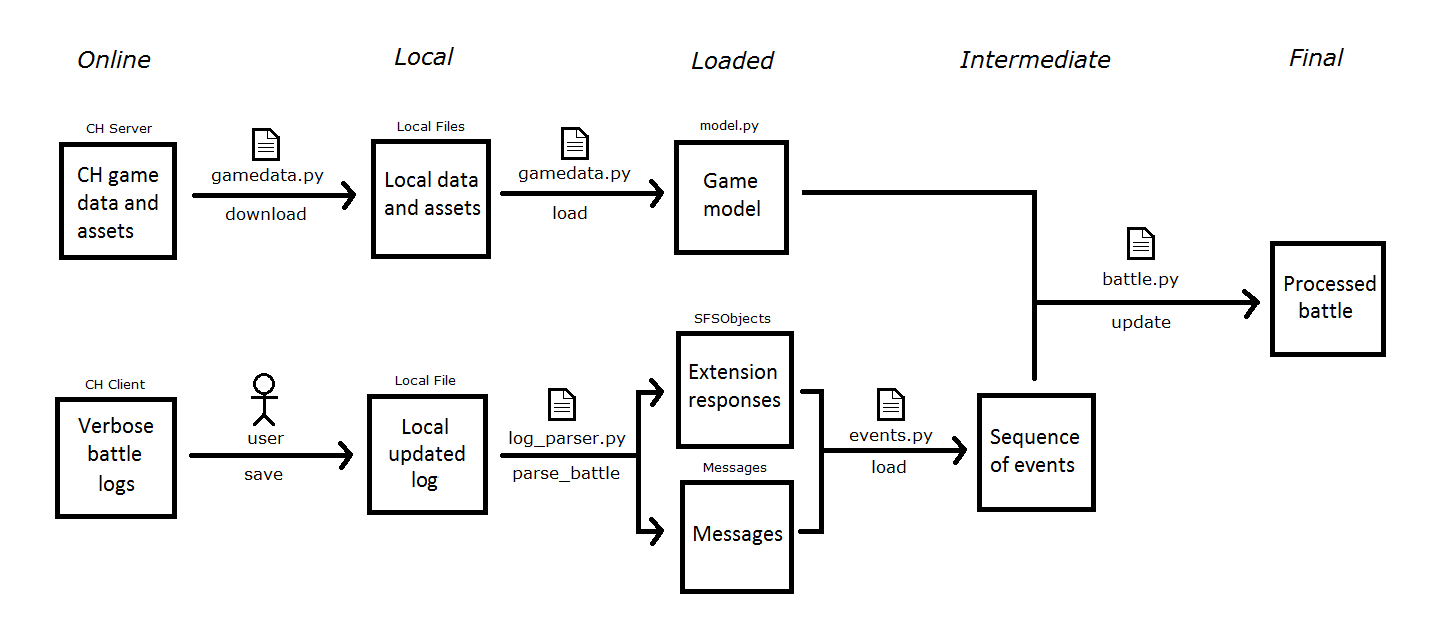 Online
Local
Loaded
Intermediate
Final
CH Server
CH game
data and
assets
gamedata.py
download
Local Files
Local data
and assets
gamedata.py
load
model.py
Game
model
battle.py
update
Processed
battle
CH Client
Verbose
battle
logs
user
save
Local File
Local
updated
log
log_parser.py
parse_battle
SFSObjects
Extension
responses
Messages
Messages
events.py
load
Sequence
of events